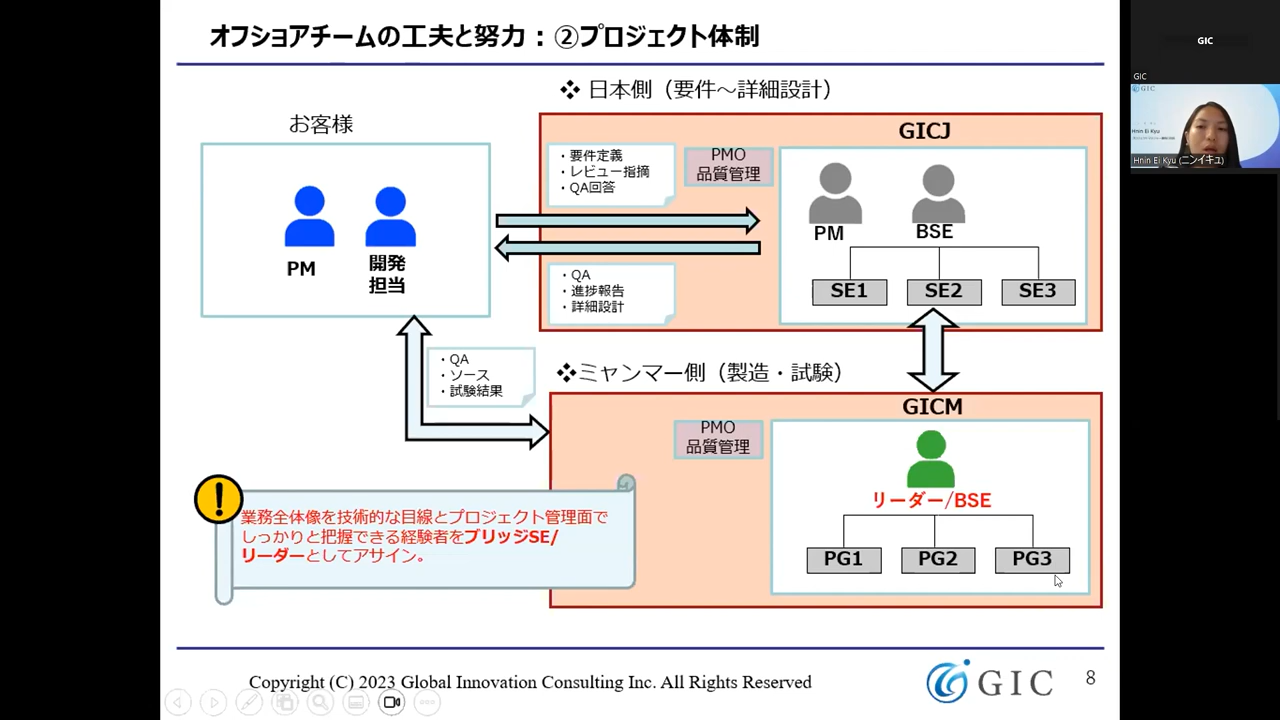 オフショアチームの工夫と努力：②プロジェクト体制
❖ 日本側（要件～詳細設計）
お客様
PM
開発
担当
・要件定義
・レビュー指摘
・QA回答
PMO
品質管理
GICJ
PM
BSE
SE1
SE2
SE3
・QA
・進捗報告
・詳細設計
・QA
・ソース
・試験結果
❖ミャンマー側（製造・試験）
GICM
PMO
品質管理
リーダー/BSE
PG1
PG2
PG3
!
業務全体像を技術的な目線とプロジェクト管理面で
しっかりと把握できる経験者をブリッジSE/
リーダーとしてアサイン。
Copyright (C) 2023 Global Innovation Consulting Inc. All Rights Reserved
GIC
8
GIC
GIC
GIC
Hnin Ei Kyu
Hnin Ei Kyu (ニンイキュ)